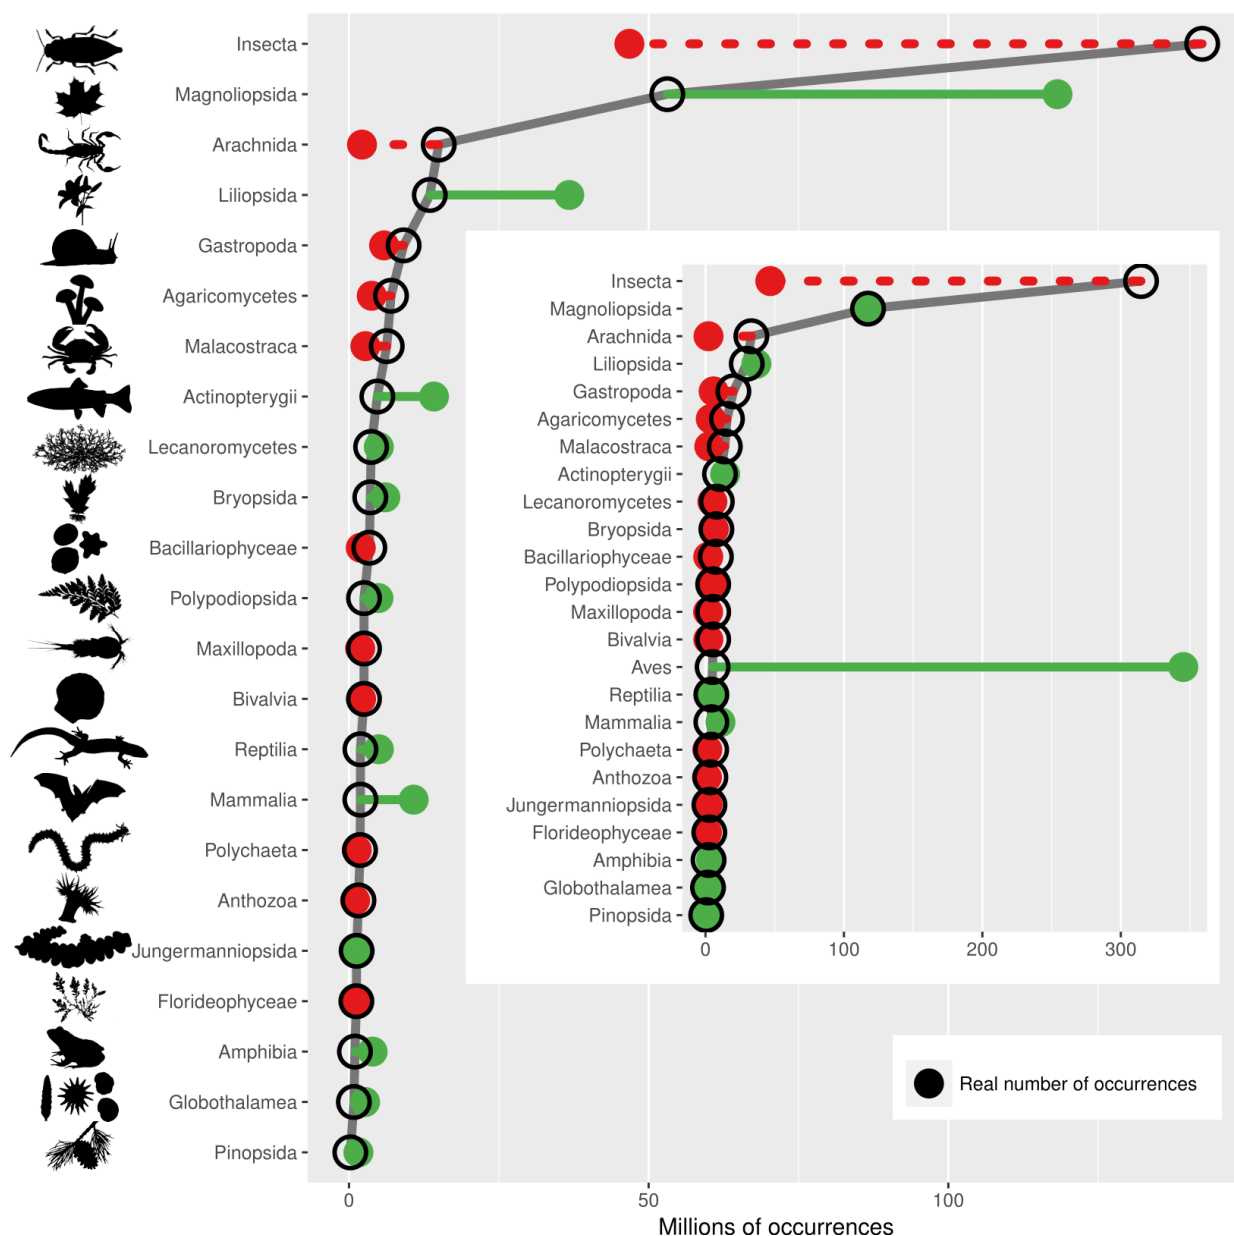 Insecta
Magnoliopsida
Arachnida
Liliopsida
Gastropoda
Agaricomycetes
Malacostraca
Actinopterygii
Lecanoromycetes
Bryopsida
Bacillariophyceae
Polypodiopsida
Maxillopoda
Bivalvia
Reptilia
Mammalia
Polychaeta
Anthozoa
Jungermanniopsida
Florideophyceae
Amphibia
Globothalamea
Pinopsida
0 50 100
Millions of occurrences
Insecta
Magnoliopsida
Arachnida
Liliopsida
Gastropoda
Agaricomycetes
Malacostraca
Actinopterygii
Lecanoromycetes
Bryopsida
Bacillariophyceae
Polypodiopsida
Maxillopoda
Bivalvia
Aves
Reptilia
Mammalia
Polychaeta
Anthozoa
Jungermanniopsida
Florideophyceae
Amphibia
Globothalamea
Pinopsida
0 100 200 300
Real number of occurrences